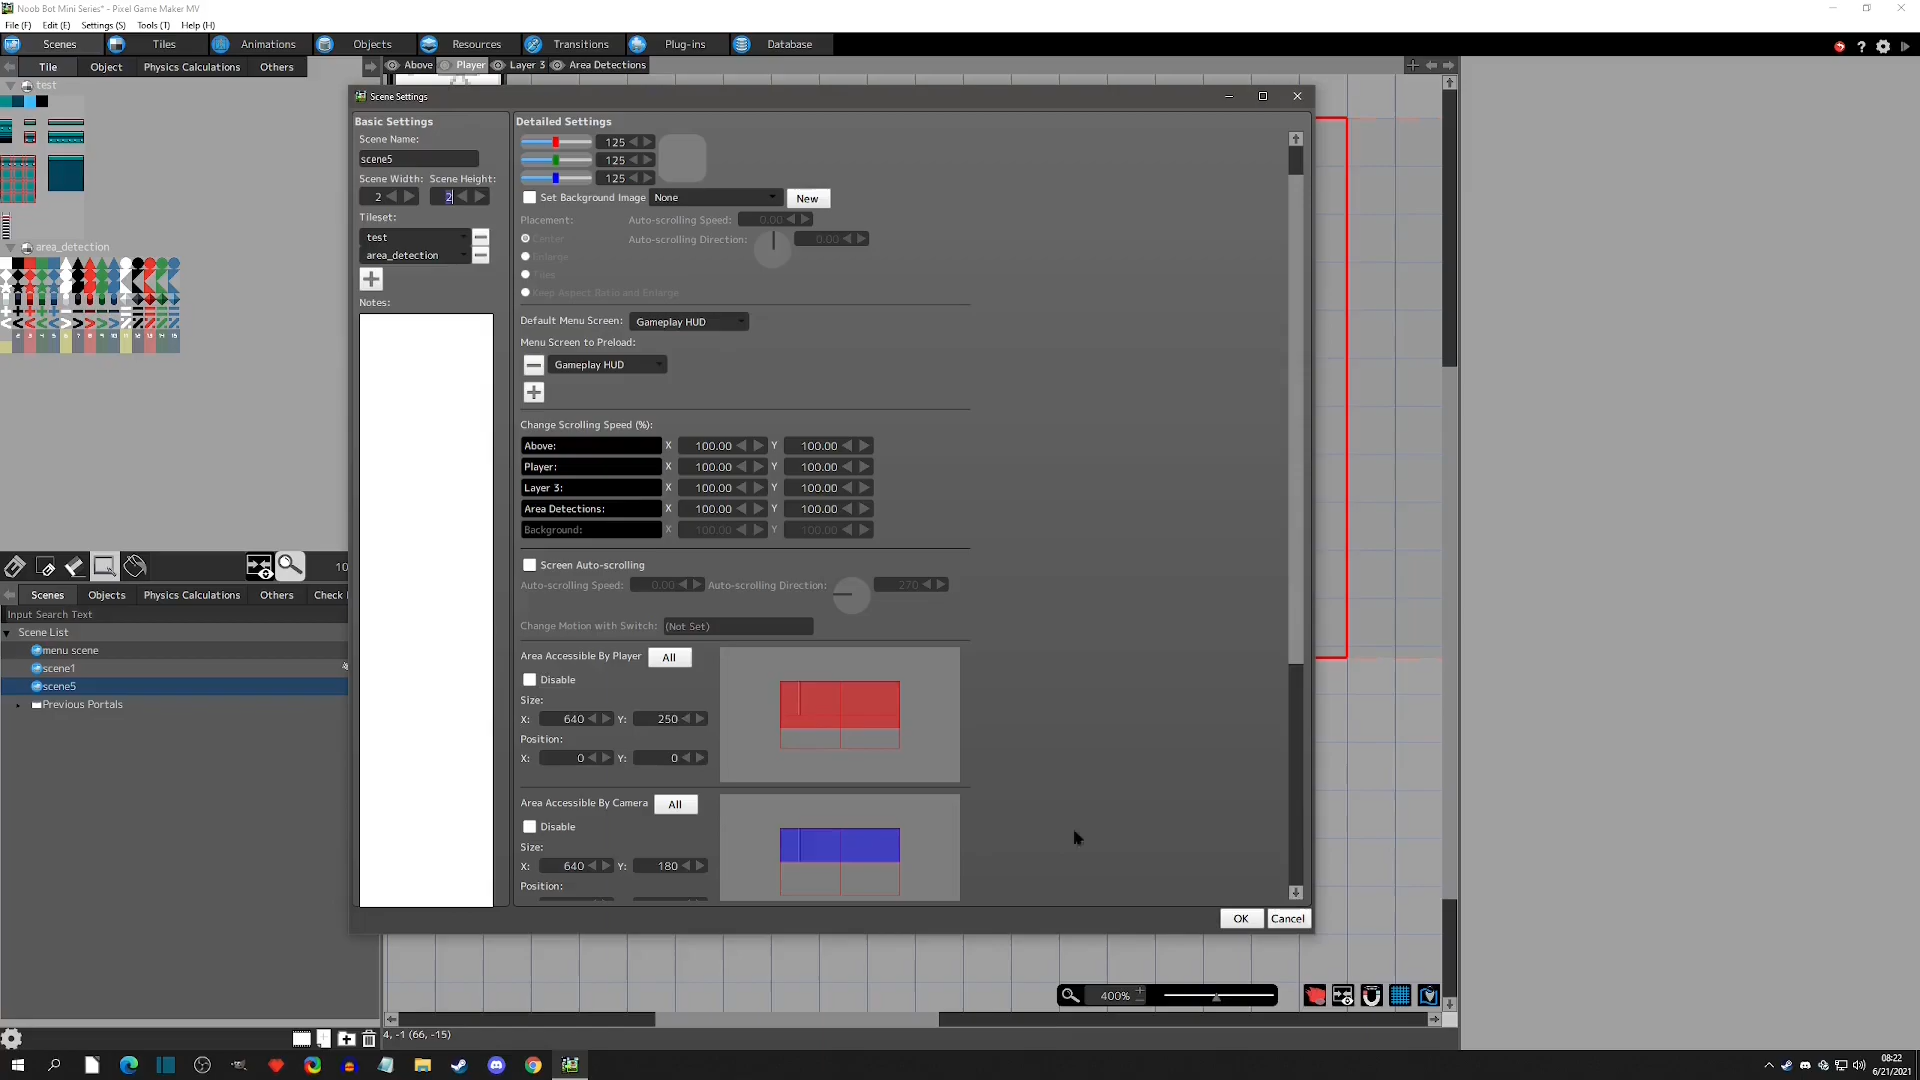 Noob Bot Mini Series* - Pixel Game Maker MV
File (F) Edit (E) Settings (S) Tools (T) Help (H)
Scenes Tiles Animations Objects Resources Transitions Plug-ins Database
Tile Object Physics Calculations Others
Above Player Layer 3 Area Detections
test
area_detection
Scene Settings
Basic Settings
Scene Name:
scene5
Scene Width: Scene Height:
2 2
Tileset:
test
area_detection
Notes:
Detailed Settings
125
125
125
Set Background Image None New
Placement: Auto-scrolling Speed: 0.00
Center Auto-scrolling Direction: 0.00
Enlarge
Tiles
Keep Aspect Ratio and Enlarge
Default Menu Screen: Gameplay HUD
Menu Screen to Preload:
Gameplay HUD
Change Scrolling Speed (%):
Above: X 100.00 Y 100.00
Player: X 100.00 Y 100.00
Layer 3: X 100.00 Y 100.00
Area Detections: X 100.00 Y 100.00
Background: X 100.00 Y 100.00
Screen Auto-scrolling
Auto-scrolling Speed: 0.00 Auto-scrolling Direction: 270
Change Motion with Switch: (Not Set)
Area Accessible By Player All
Disable
Size:
X: 640 Y: 250
Position:
X: 0 Y: 0
Area Accessible By Camera All
Disable
Size:
X: 640 Y: 180
Position:
OK Cancel
10
Scenes Objects Physics Calculations Others Check
Input Search Text
Scene List
menu scene
scene1
scene5
Previous Portals
400%
4, -1 (66, -15)
08:22
6/21/2021